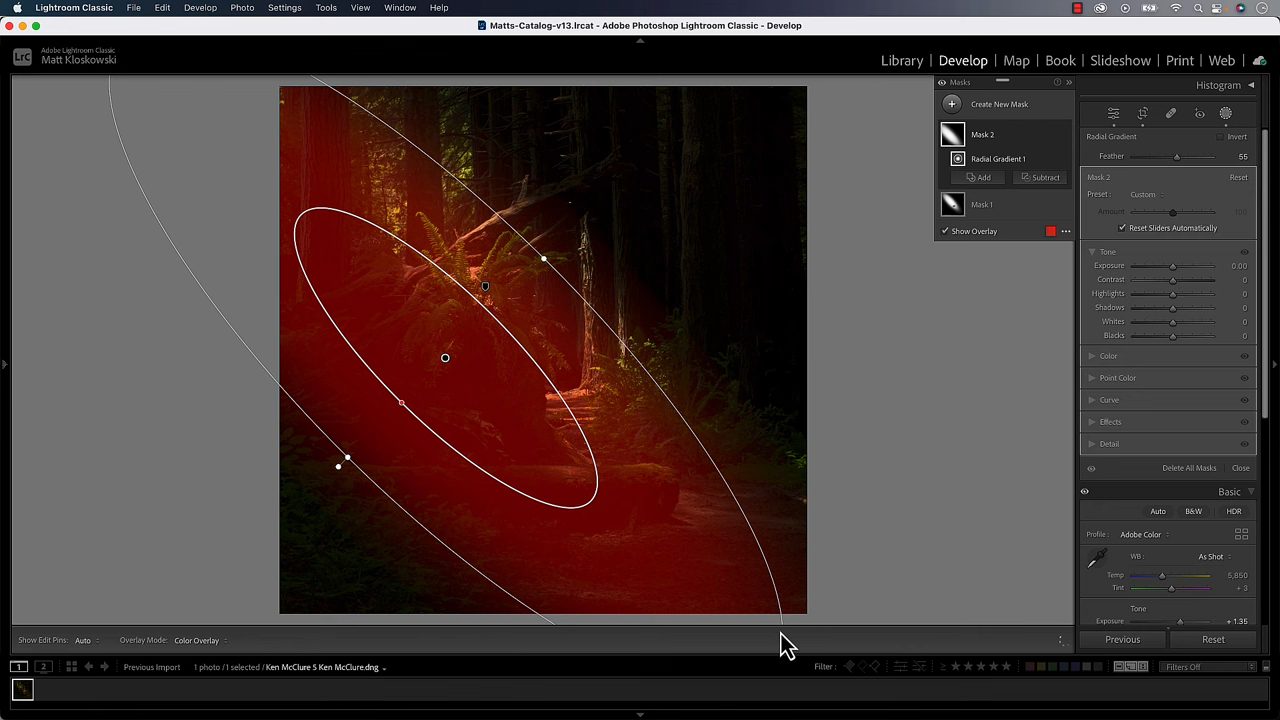 Lightroom Classic File Edit Develop Photo Settings Tools View Window Help
Matts-Catalog-v13.lrcat - Adobe Photoshop Lightroom Classic - Develop
LrC Adobe Lightroom Classic
Matt Kloskowski
Library Develop Map Book Slideshow Print Web
Masks
Create New Mask
Mask 2
Radial Gradient 1
Add Subtract
Mask 1
Show Overlay
Histogram
Radial Gradient Invert
Feather 55
Mask 2 Reset
Preset: Custom
Amount 100
Reset Sliders Automatically
Tone
Exposure 0.00
Contrast 0
Highlights 0
Shadows 0
Whites 0
Blacks 0
Color
Point Color
Curve
Effects
Detail
Delete All Masks Close
Basic
Auto B&W HDR
Profile: Adobe Color
WB: As Shot
Temp 5,850
Tint + 3
Tone
Exposure + 1.35
Show Edit Pins: Auto Overlay Mode: Color Overlay
Previous Reset
1 2 Previous Import 1 photo / 1 selected / Ken McClure 5 Ken McClure.dng
Filter: ≥ Filters Off